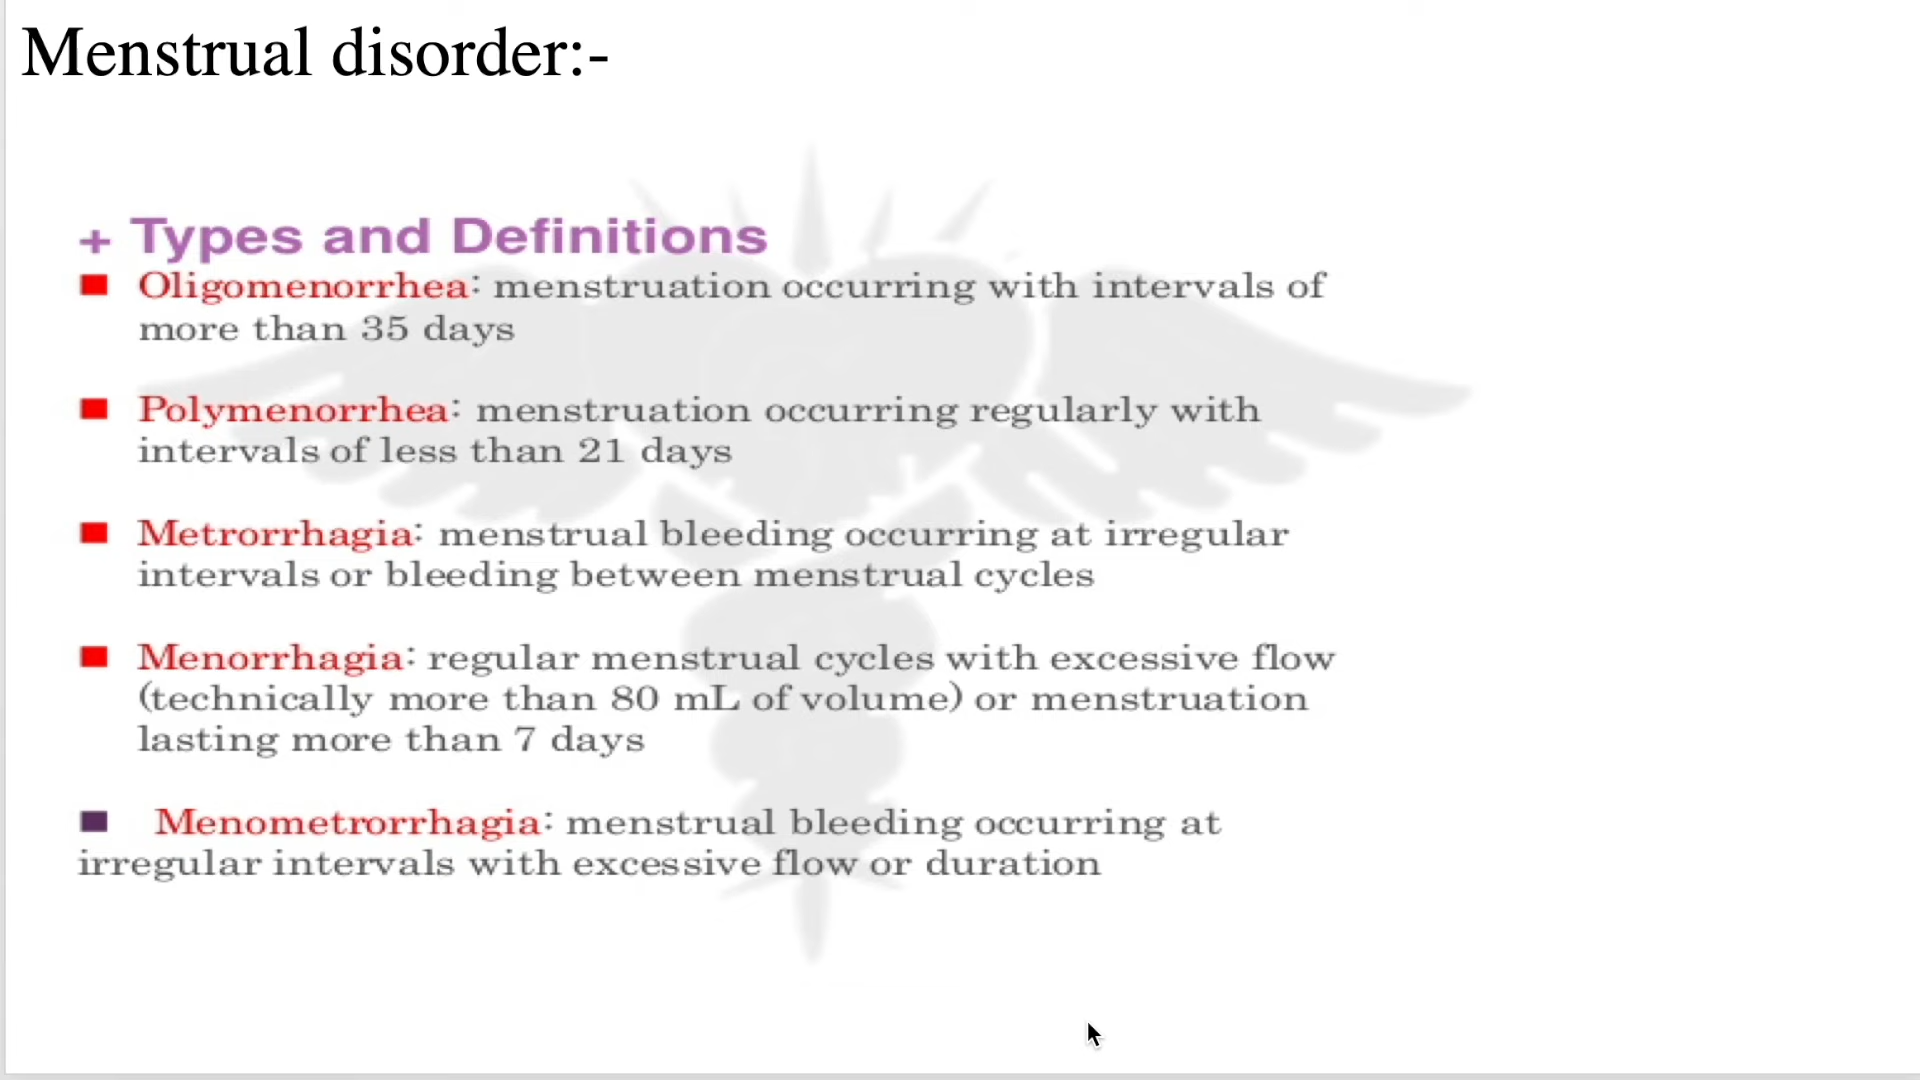 Menstrual disorder:-
+ Types and Definitions
Oligomenorrhea: menstruation occurring with intervals of
more than 35 days
Polymenorrhea: menstruation occurring regularly with
intervals of less than 21 days
Metrorrhagia: menstrual bleeding occurring at irregular
intervals or bleeding between menstrual cycles
Menorrhagia: regular menstrual cycles with excessive flow
(technically more than 80 mL of volume) or menstruation
lasting more than 7 days
Menometrorrhagia: menstrual bleeding occurring at
irregular intervals with excessive flow or duration